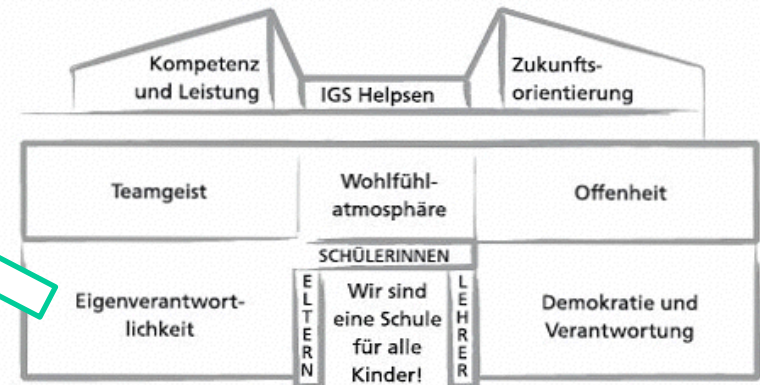 Kompetenz
und Leistung
IGS Helpsen
Zukunfts-
orientierung
Teamgeist
Wohlfühl-
atmosphäre
Offenheit
SCHÜLERINNEN
Eigenverantwort-
lichkeit
ELTERN
Wir sind
eine Schule
für alle
Kinder!
LEHRER
Demokratie und
Verantwortung